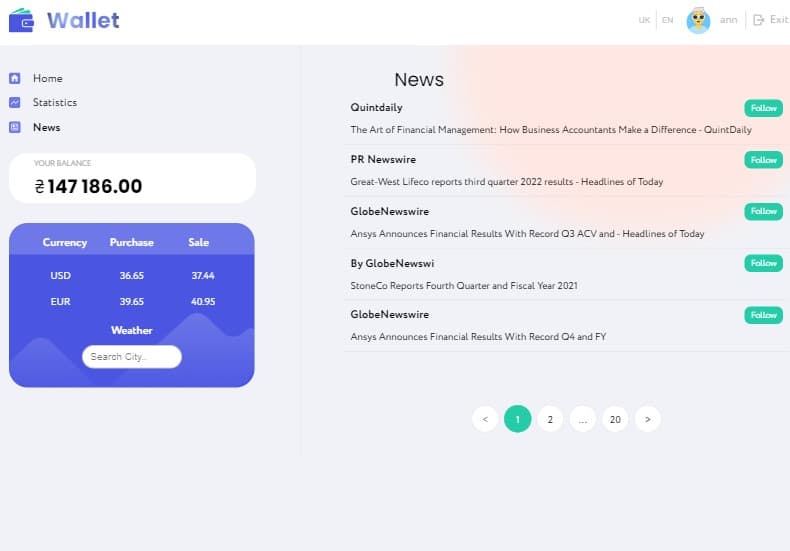 Wallet
UK EN ann Exit
Home
Statistics
News
YOUR BALANCE
₴ 147 186.00
Currency Purchase Sale
USD 36.65 37.44
EUR 39.65 40.95
Weather
Search City..
News
Quintdaily Follow
The Art of Financial Management: How Business Accountants Make a Difference - QuintDaily
PR Newswire Follow
Great-West Lifeco reports third quarter 2022 results - Headlines of Today
GlobeNewswire Follow
Ansys Announces Financial Results With Record Q3 ACV and - Headlines of Today
By GlobeNewswi Follow
StoneCo Reports Fourth Quarter and Fiscal Year 2021
GlobeNewswire Follow
Ansys Announces Financial Results With Record Q4 and FY
< 1 2 ... 20 >